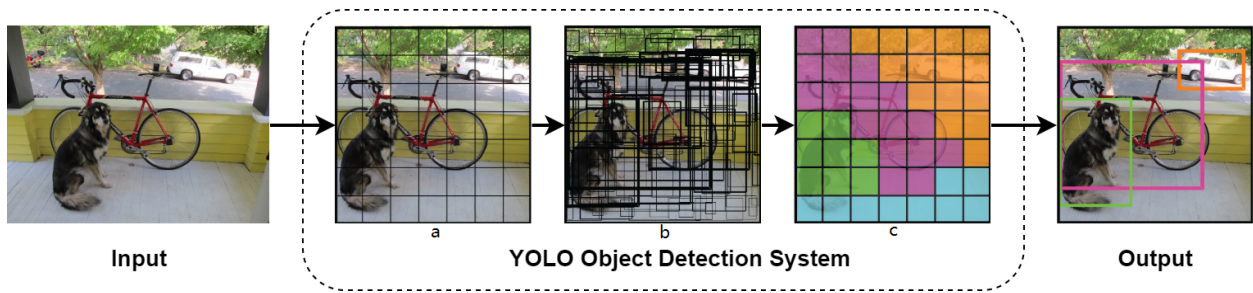 a
b
c
Input
YOLO Object Detection System
Output